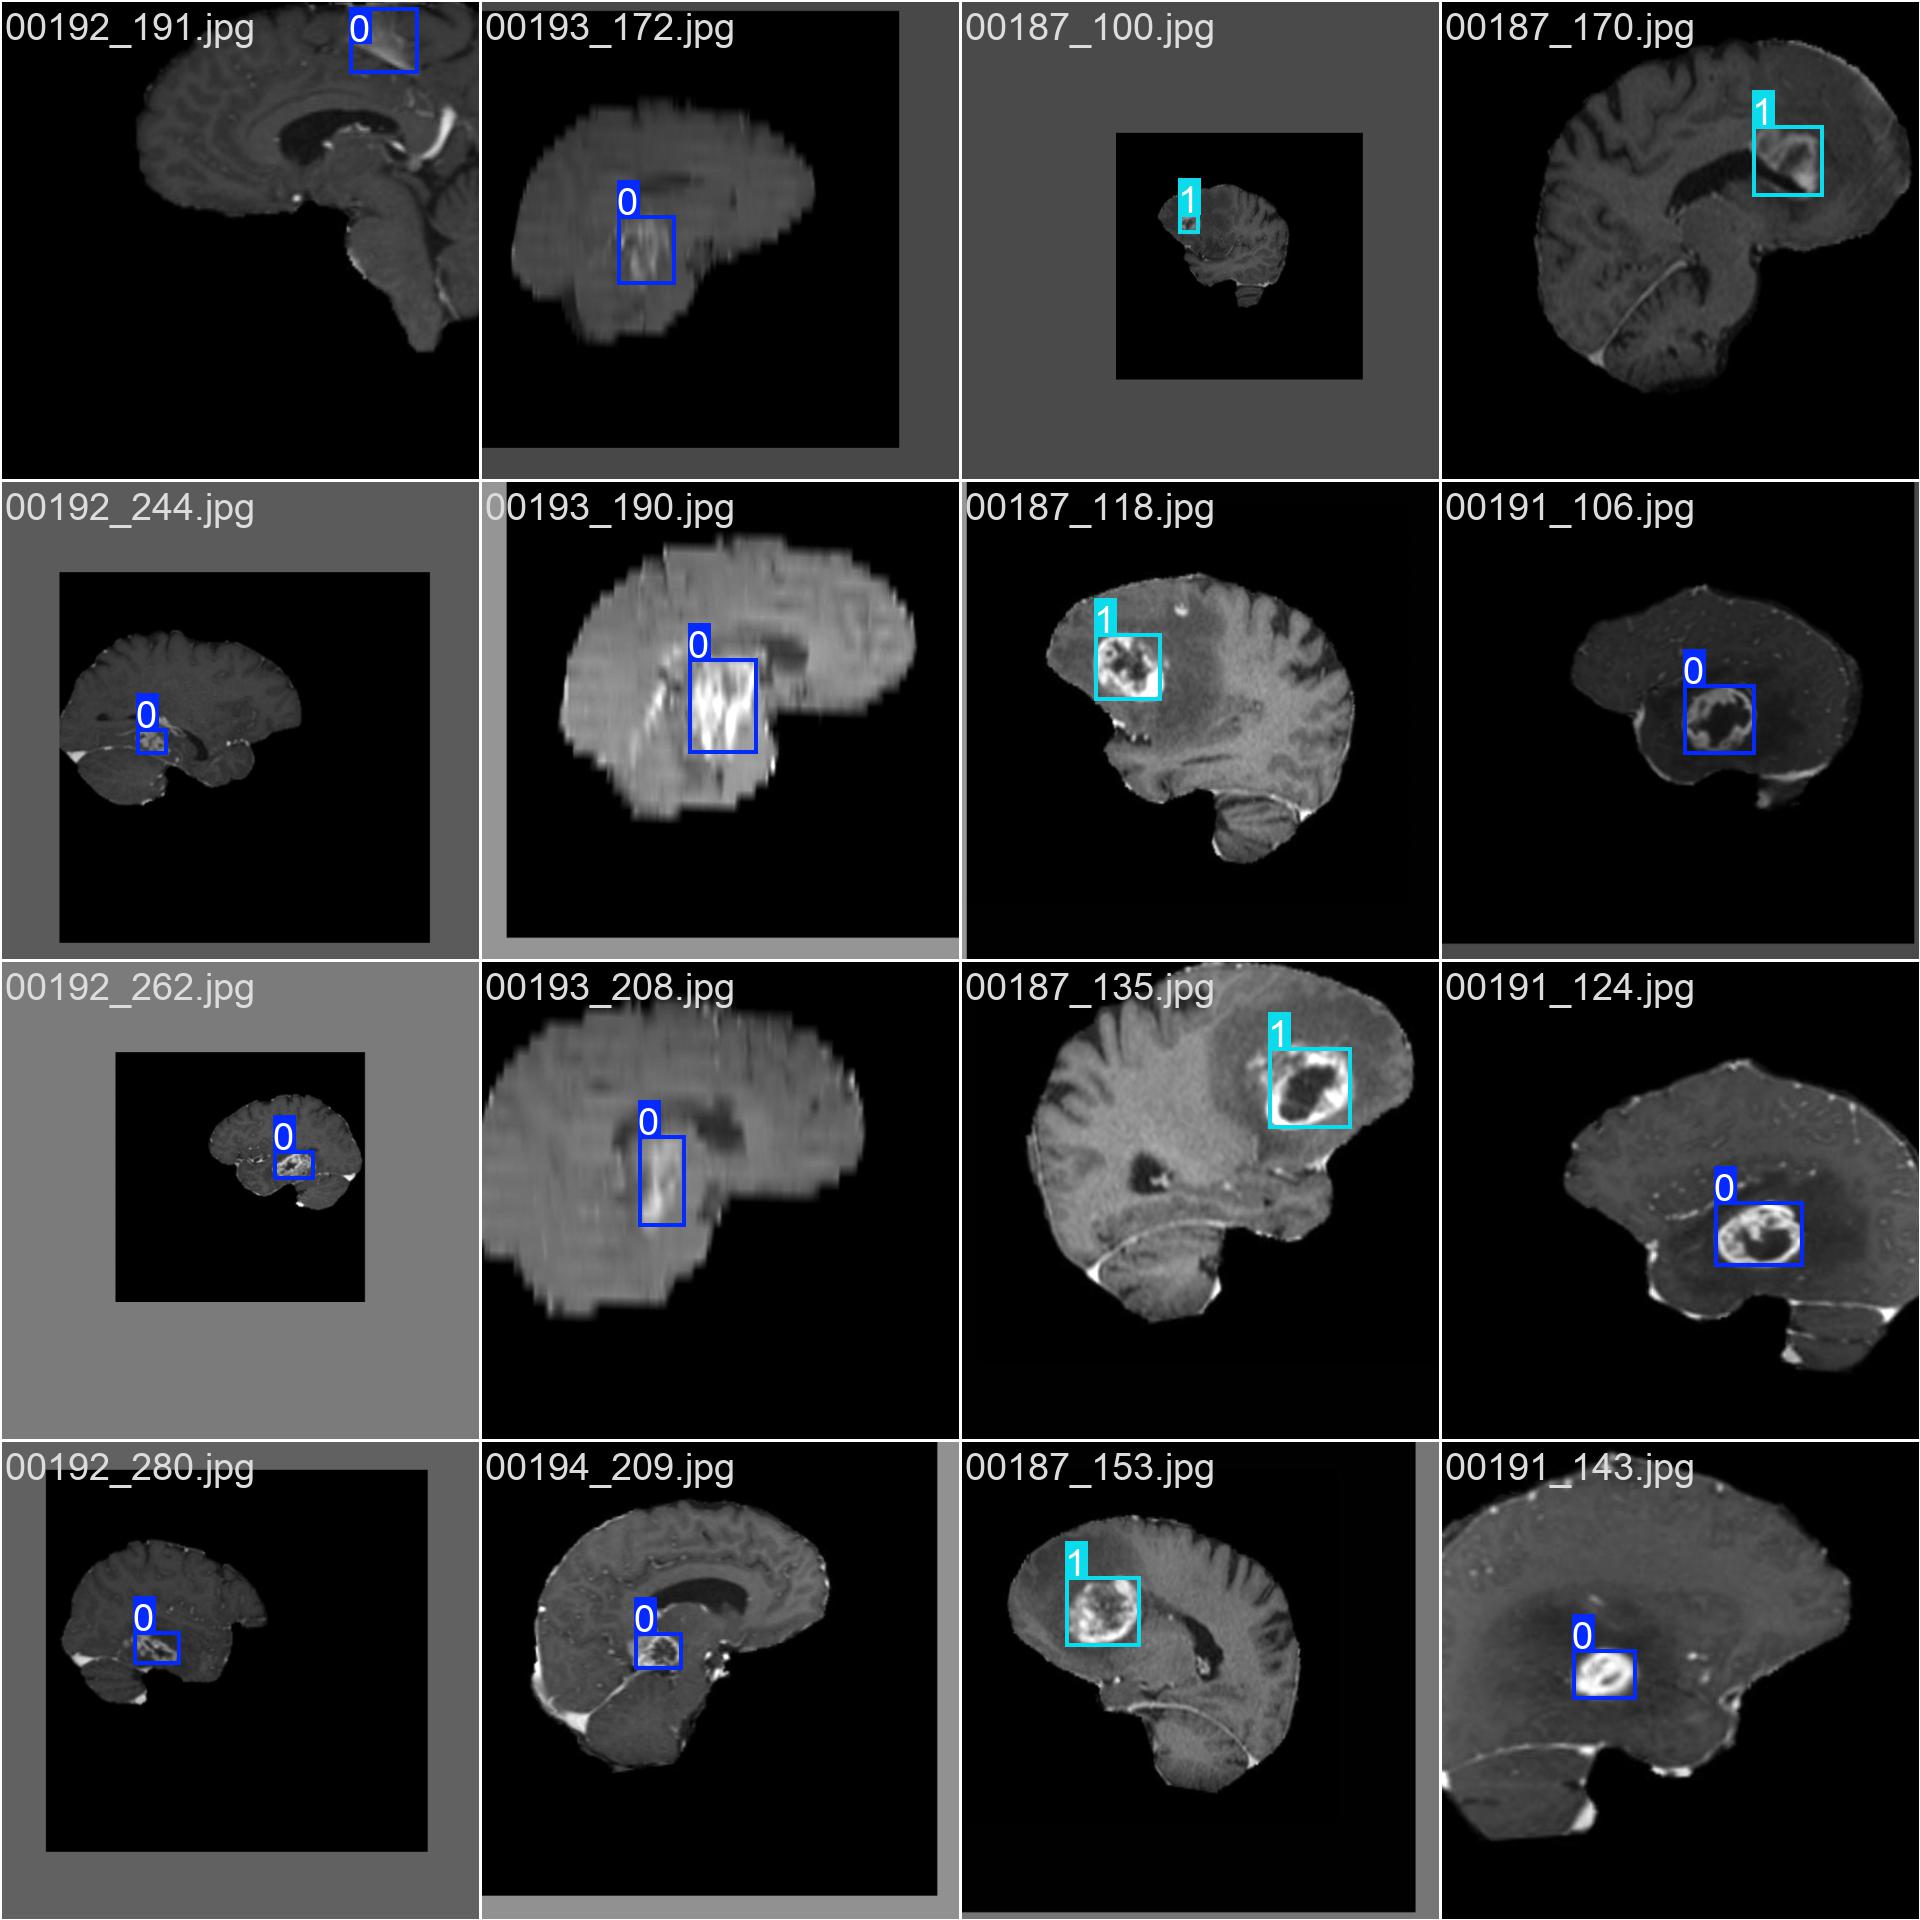 00192_191.jpg 00193_172.jpg 00187_100.jpg 00187_170.jpg
0 0 1 1
00192_244.jpg 00193_190.jpg 00187_118.jpg 00191_106.jpg
0 0 1 0
00192_262.jpg 00193_208.jpg 00187_135.jpg 00191_124.jpg
0 0 1 0
00192_280.jpg 00194_209.jpg 00187_153.jpg 00191_143.jpg
0 0 1 0